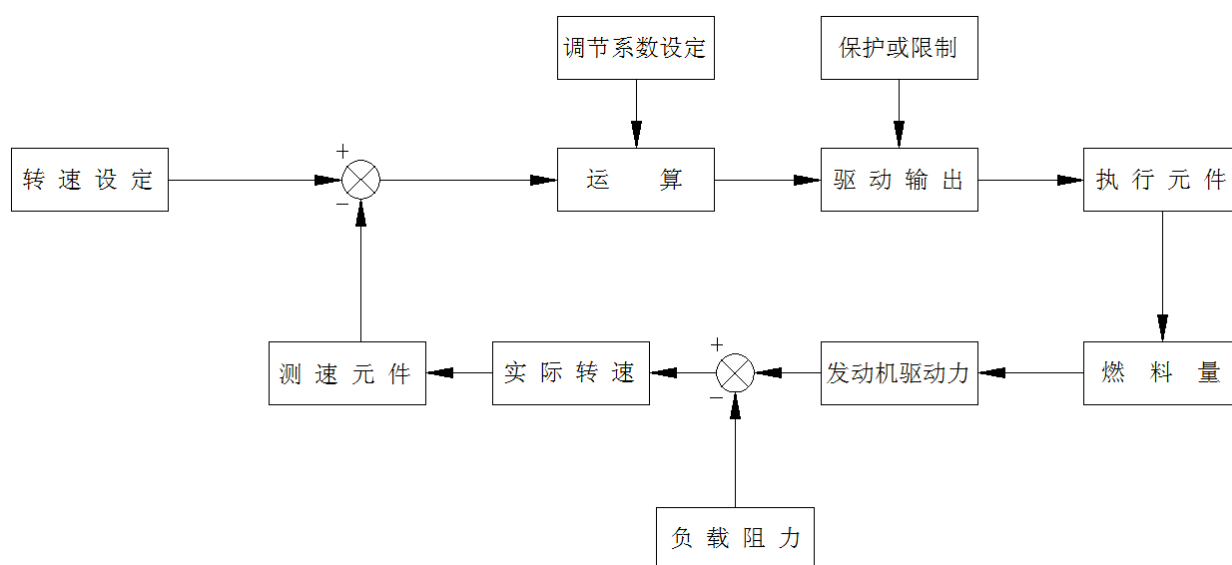 调节系数设定
保护或限制
转速设定
+
−
运算
驱动输出
执行元件
测速元件
实际转速
+
−
发动机驱动力
燃料量
负载阻力